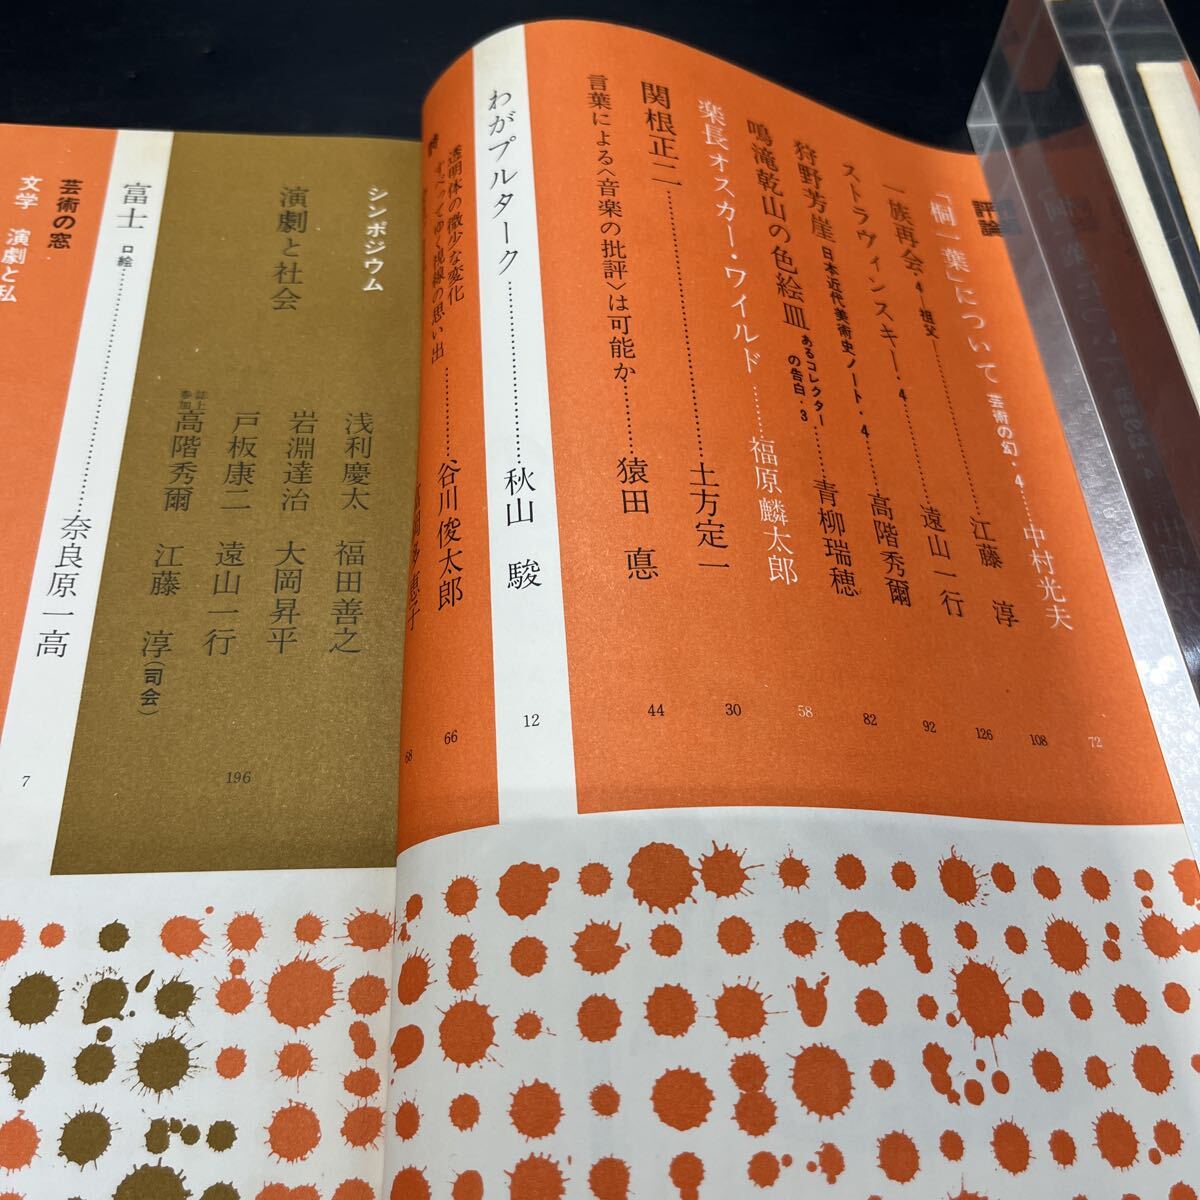 評論
「桐一葉」について 芸術の幻・4……中村光夫 72
一族再会・4―祖父……江藤 淳 108
ストラヴィンスキー・4……遠山一行 126
狩野芳崖 日本近代美術史ノート・4……高階秀爾 92
鳴滝乾山の色絵皿 あるコレクターの告白・3……青柳瑞穂 82
楽長オスカー・ワイルド……福原麟太郎 58
関根正二……土方定一 30
言葉による〈音楽の批評〉は可能か……猿田 悳 44
わがプルターク……秋山 駿 12
詩
透明体の微少な変化
すべってゆく視線の思い出……谷川俊太郎 66
恵子 68
シンポジウム
演劇と社会
浅利慶太 福田善之
岩淵達治 大岡昇平
戸板康二 遠山一行
誌上参加 高階秀爾 江藤 淳(司会)
196
富士 口絵……奈良原一高 7
芸術の窓
文学 演劇と私